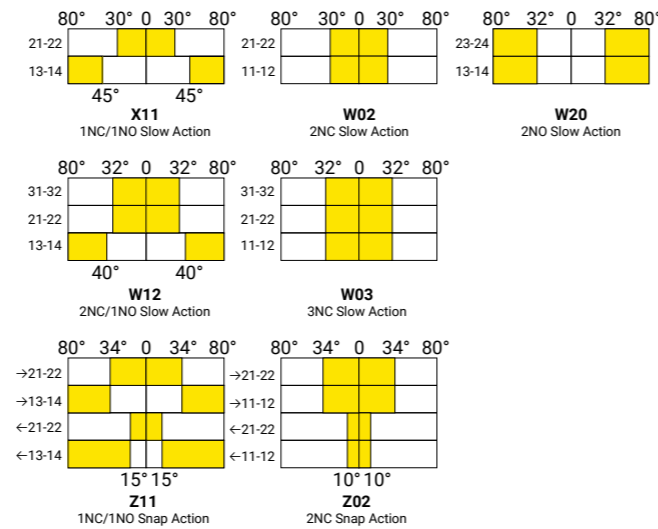 80° 30° 0 30° 80°
21-22
13-14
45° 45°
X11
1NC/1NO Slow Action
80° 30° 0 30° 80°
21-22
11-12
W02
2NC Slow Action
80° 32° 0 32° 80°
23-24
13-14
W20
2NO Slow Action
80° 32° 0 32° 80°
31-32
21-22
13-14
40° 40°
W12
2NC/1NO Slow Action
80° 32° 0 32° 80°
31-32
21-22
11-12
W03
3NC Slow Action
80° 34° 0 34° 80°
→21-22
→13-14
←21-22
←13-14
15° 15°
Z11
1NC/1NO Snap Action
80° 34° 0 34° 80°
→21-22
→11-12
←21-22
←11-12
10° 10°
Z02
2NC Snap Action